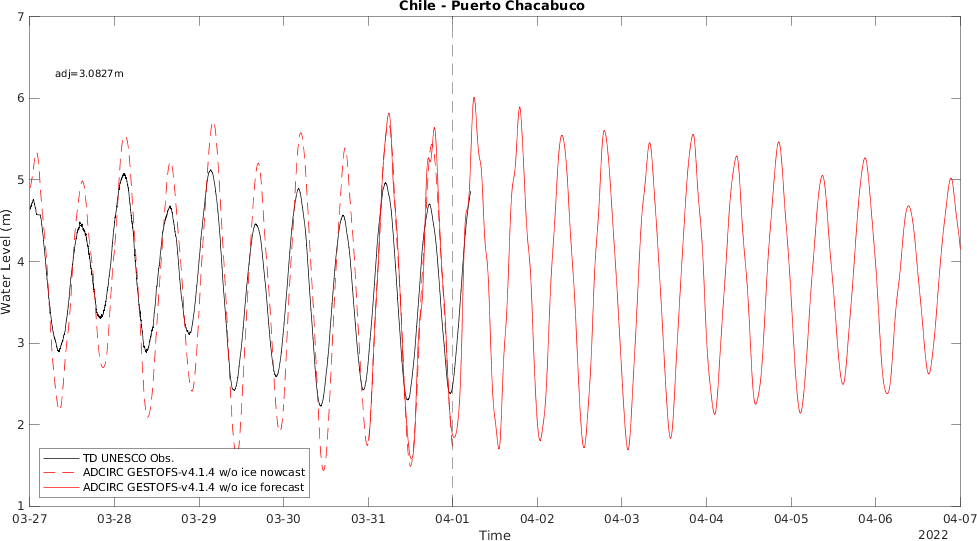 Chile - Puerto Chacabuco
7
6
5
4
3
2
1
Water Level (m)
adj=3.0827m
TD UNESCO Obs.
ADCIRC GESTOFS-v4.1.4 w/o ice nowcast
ADCIRC GESTOFS-v4.1.4 w/o ice forecast
03-27 03-28 03-29 03-30 03-31 04-01 04-02 04-03 04-04 04-05 04-06 04-07
Time
2022